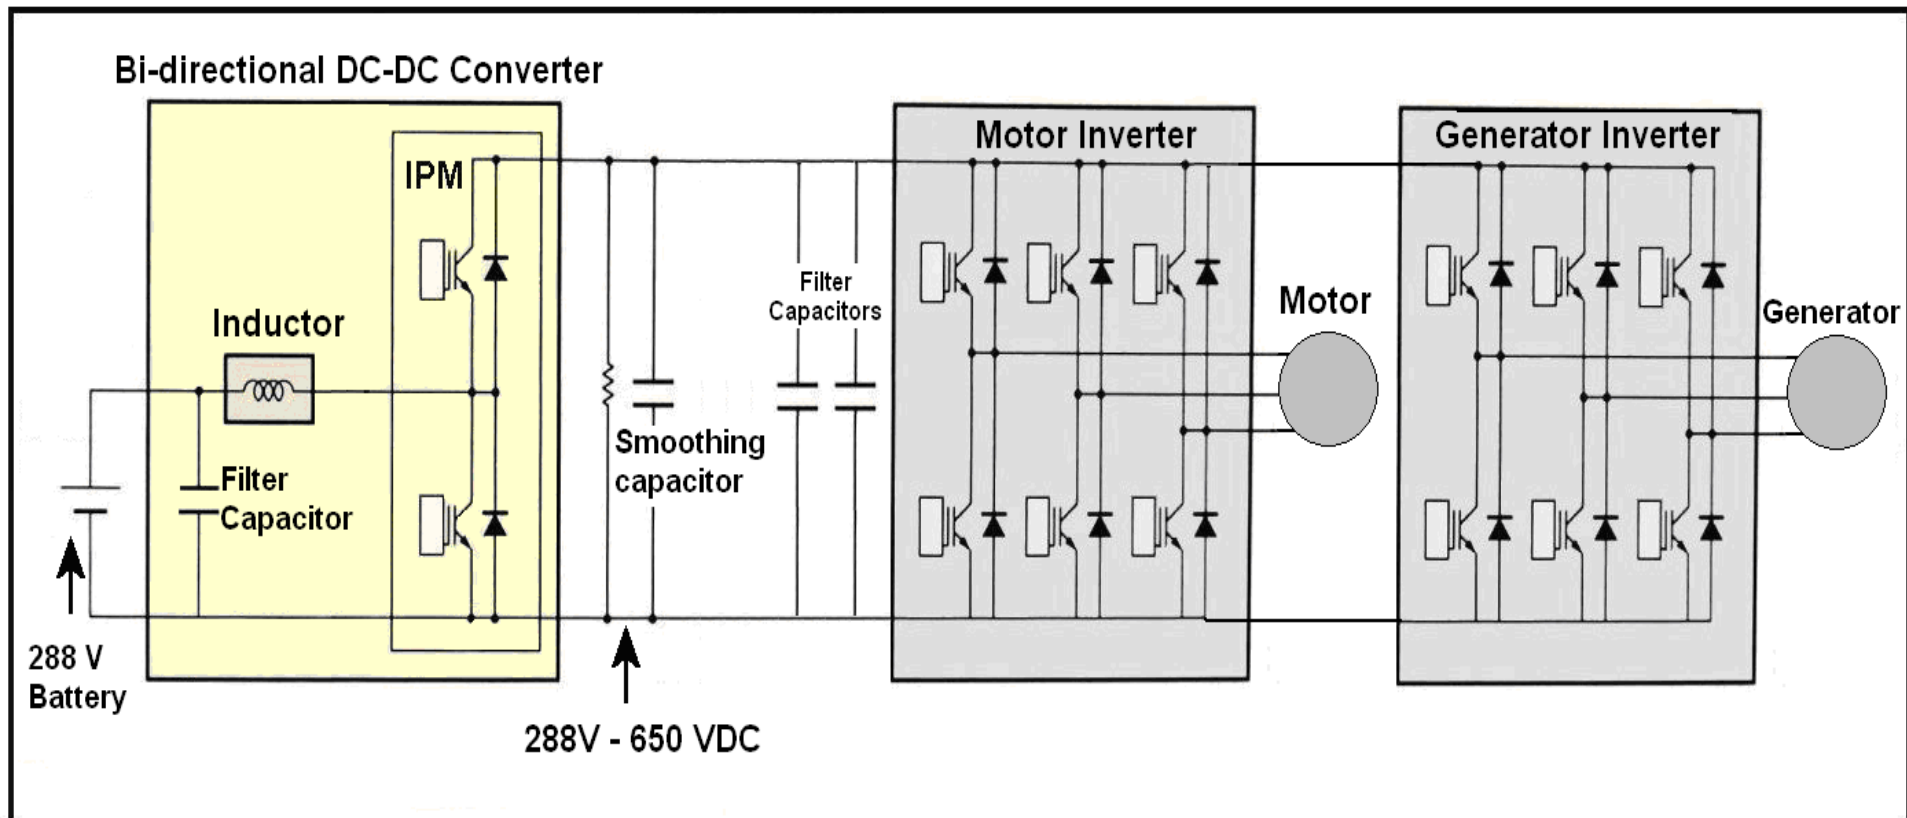 Bi-directional DC-DC Converter
IPM
Inductor
Filter
Capacitor
288 V
Battery
Smoothing
capacitor
288V - 650 VDC
Filter
Capacitors
Motor Inverter
Motor
Generator Inverter
Generator